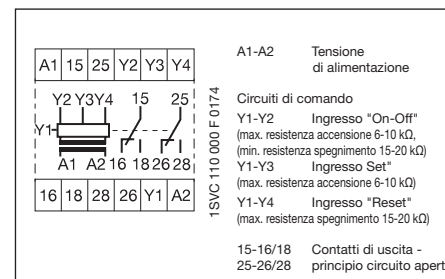 A1 15 25 Y2 Y3 Y4
Y2 Y3 Y4 15 25
Y1
A1 A2 16 18 26 28
16 18 28 26 Y1 A2
1SVC 110 000 F 0174
A1-A2 Tensione
di alimentazione
Circuiti di comando
Y1-Y2 Ingresso "On-Off"
(max. resistenza accensione 6-10 kΩ,
(min. resistenza spegnimento 15-20 kΩ)
Y1-Y3 Ingresso Set"
(max. resistenza accensione 6-10 kΩ)
Y1-Y4 Ingresso "Reset"
(max. resistenza spegnimento 15-20 kΩ)
15-16/18 Contatti di uscita -
25-26/28 principio circuito apert